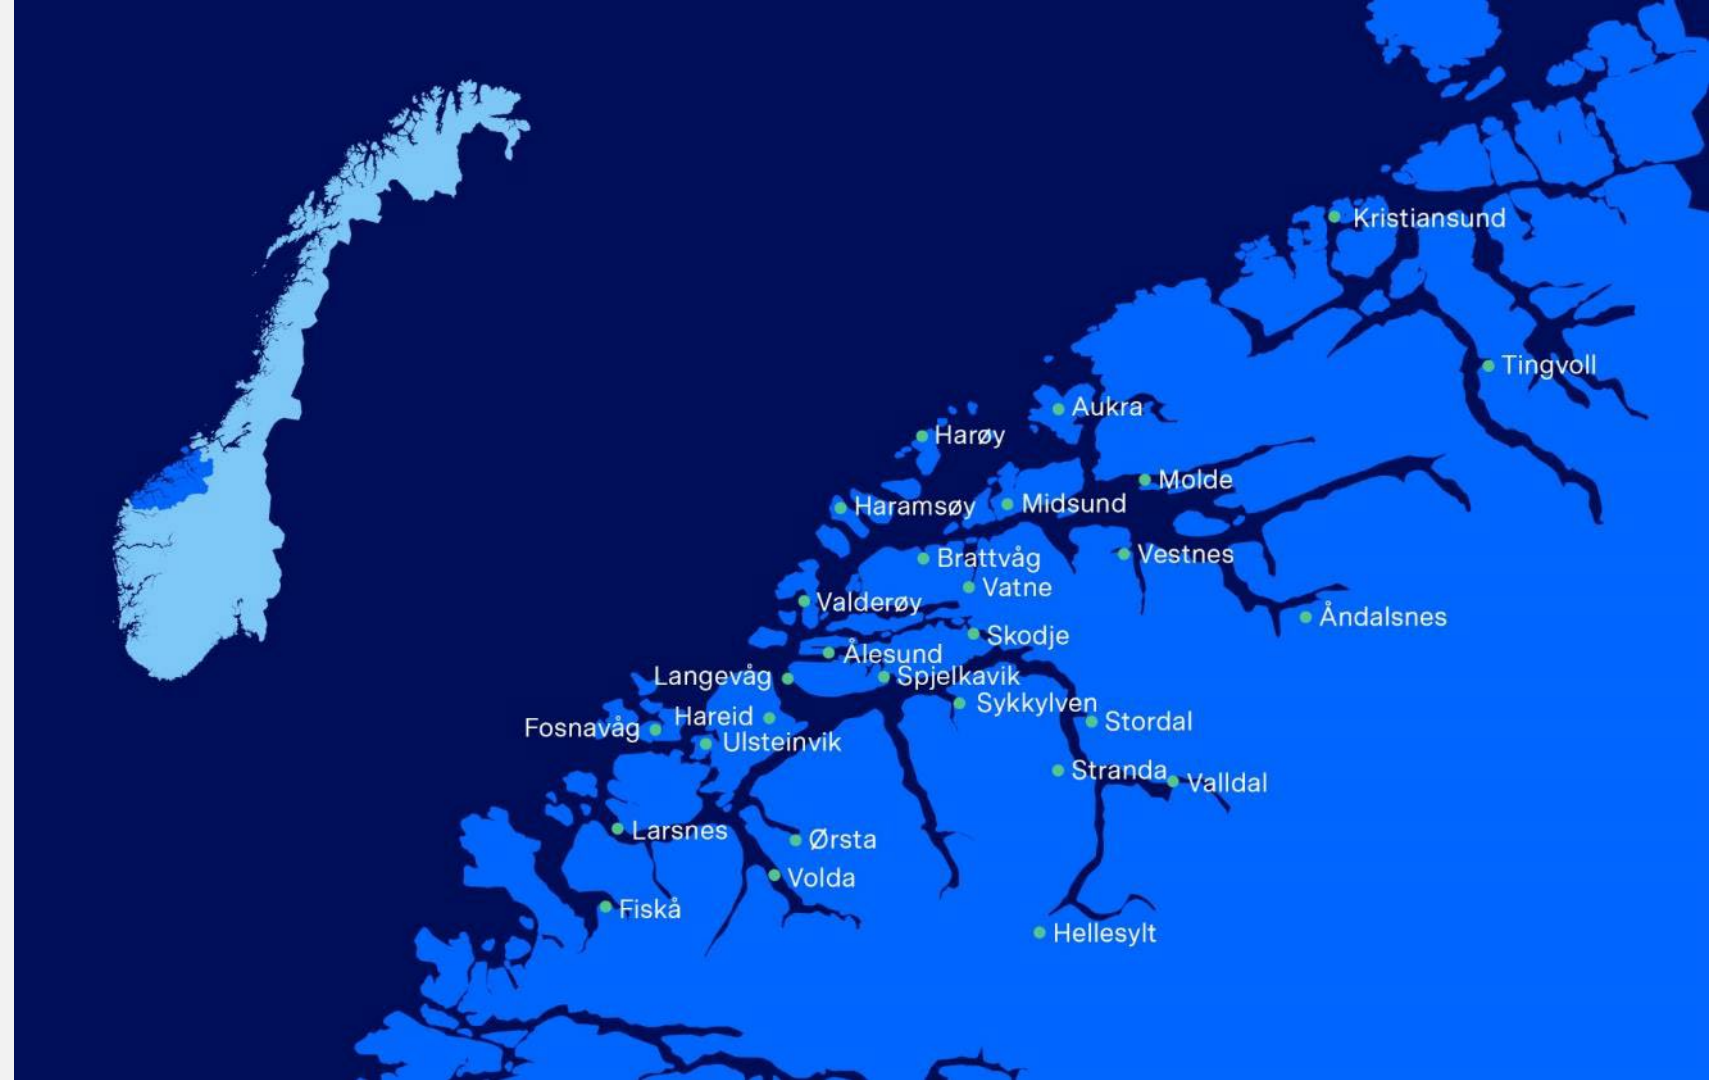 Kristiansund
Tingvoll
Aukra
Harøy
Molde
Haramsøy
Midsund
Brattvåg
Vestnes
Vatne
Valderøy
Åndalsnes
Skodje
Ålesund
Langevåg
Spjelkavik
Sykkylven
Hareid
Stordal
Fosnavåg
Ulsteinvik
Stranda
Valldal
Larsnes
Ørsta
Volda
Fiskå
Hellesylt